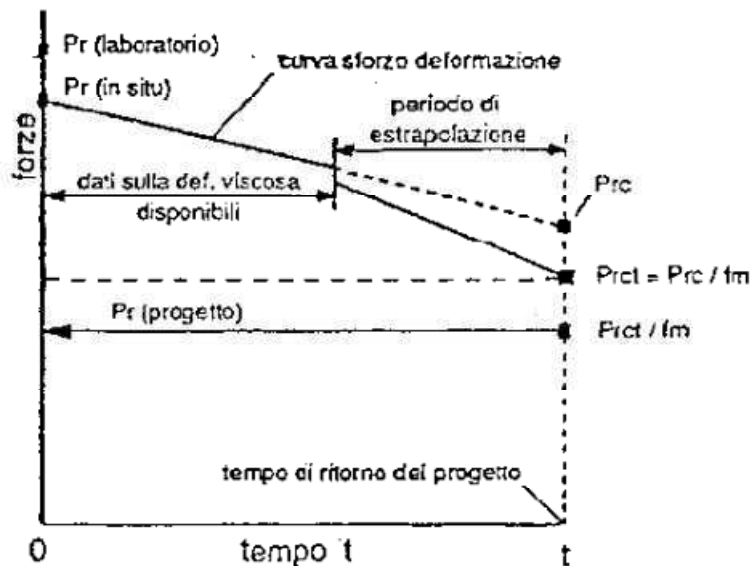 Pr (laboratorio)
Pr (in situ)
curva sforzo deformazione
periodo di
estrapolazione
forze
dati sulla def. viscosa
disponibili
Prc
Prct = Prc / fm
Pr (progetto)
Prct / fm
tempo di ritorno del progetto
0
tempo t
t